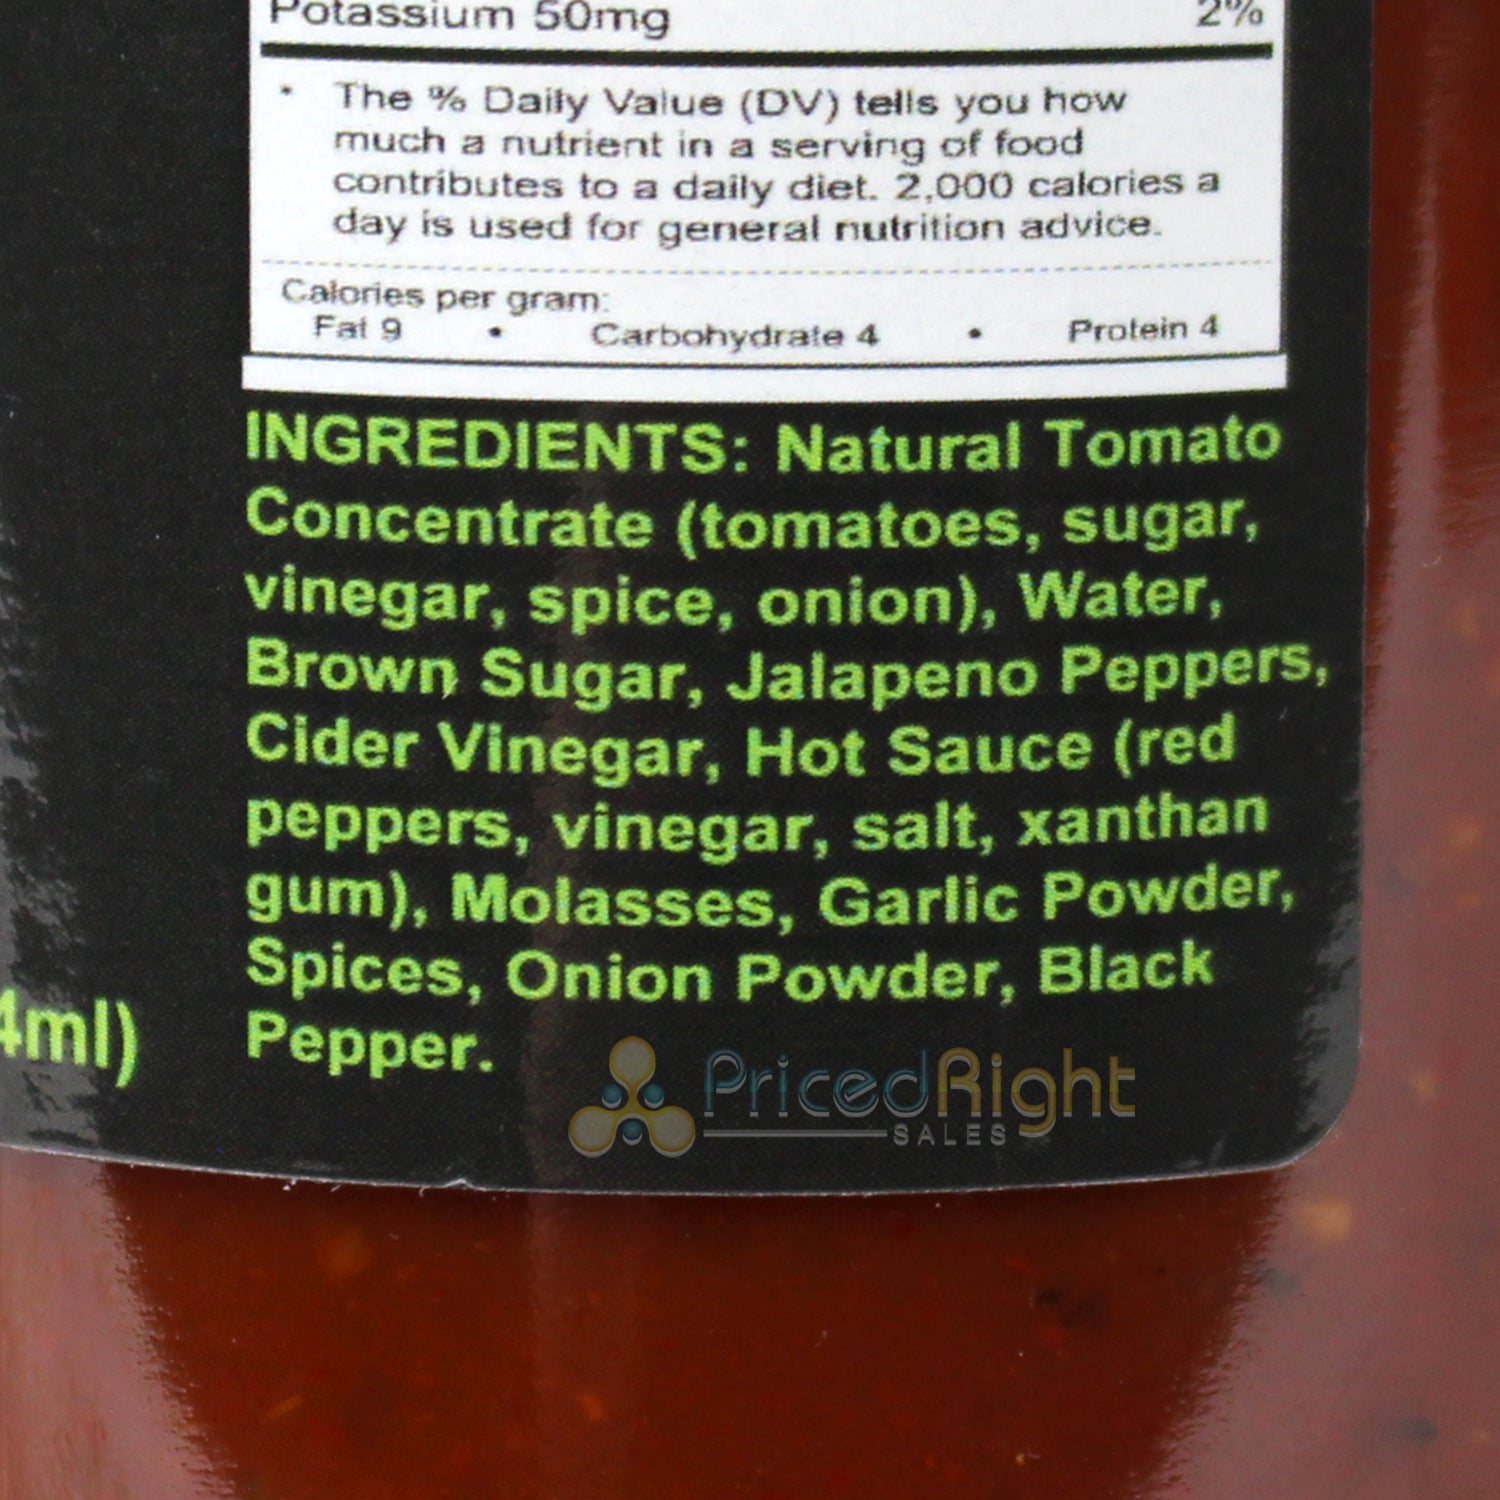 Potassium 50mg 2%
* The % Daily Value (DV) tells you how
much a nutrient in a serving of food
contributes to a daily diet. 2,000 calories a
day is used for general nutrition advice.
Calories per gram:
Fat 9 • Carbohydrate 4 • Protein 4
INGREDIENTS: Natural Tomato
Concentrate (tomatoes, sugar,
vinegar, spice, onion), Water,
Brown Sugar, Jalapeno Peppers,
Cider Vinegar, Hot Sauce (red
peppers, vinegar, salt, xanthan
gum), Molasses, Garlic Powder,
Spices, Onion Powder, Black
Pepper.
4ml)
PricedRight
SALES